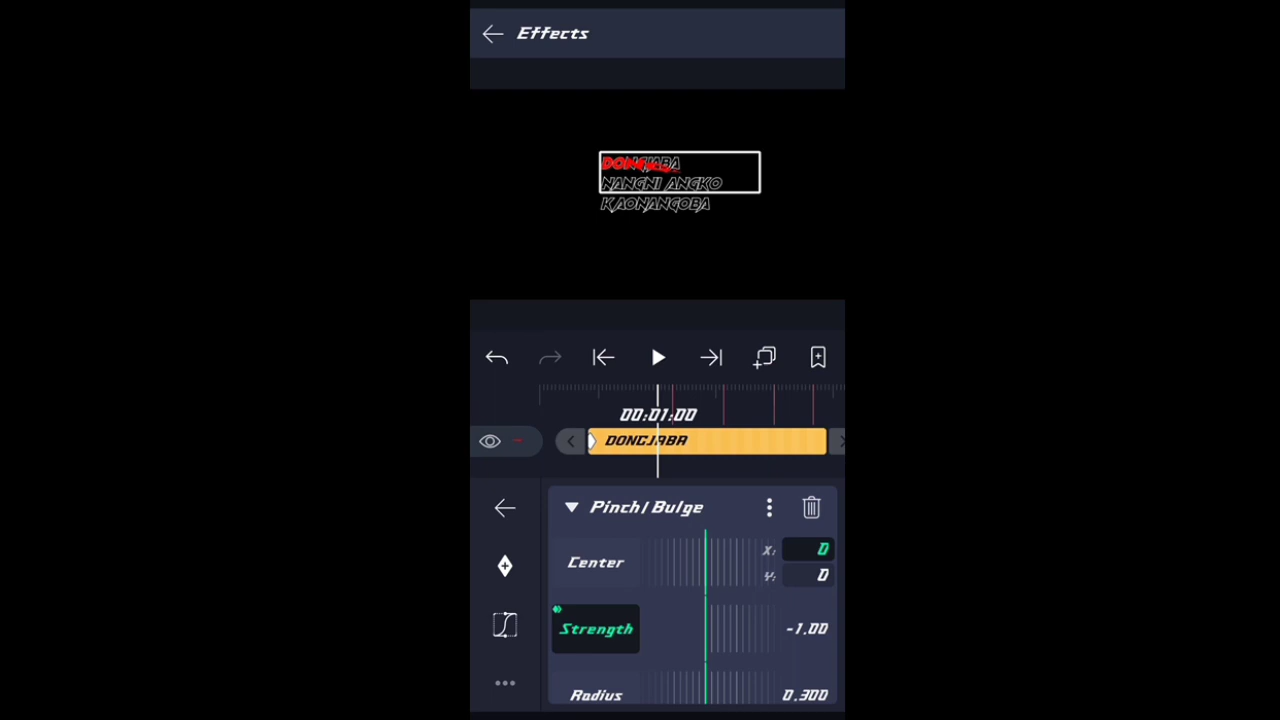 Effects
DONGJABA
NANGNI ANGKO
KAONANGOBA
00:01:00
DONGJABA
Pinch/Bulge
Center
X: 0
Y: 0
Strength
-1.00
Radius
0.300